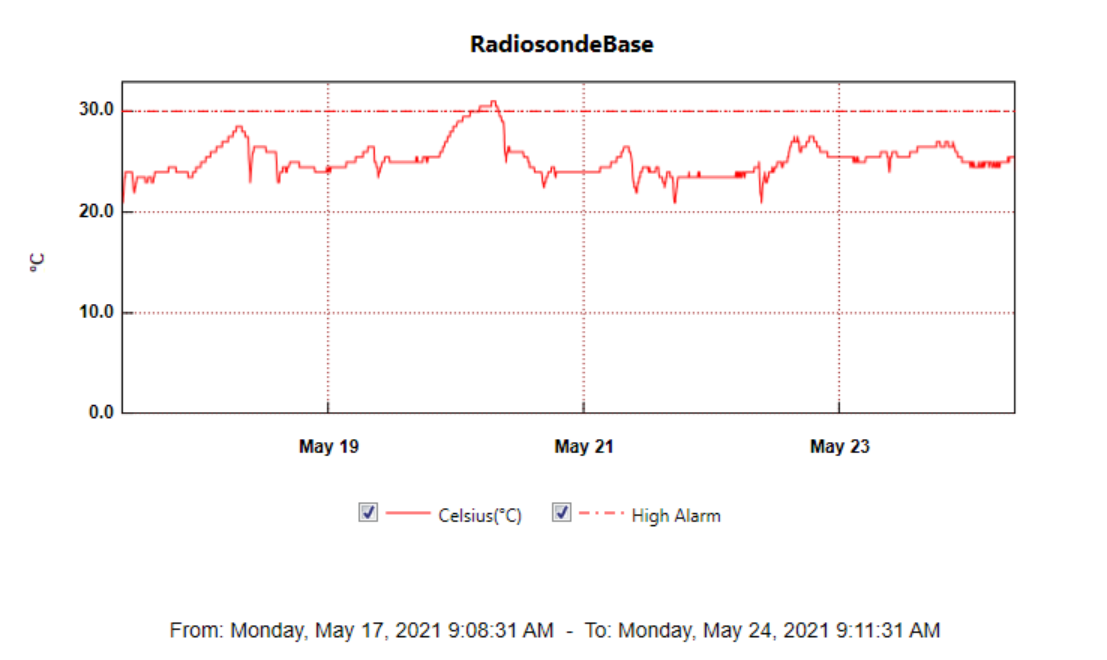 RadiosondeBase
30.0
20.0
°C
10.0
0.0
May 19 May 21 May 23
Celsius(°C) High Alarm
From: Monday, May 17, 2021 9:08:31 AM - To: Monday, May 24, 2021 9:11:31 AM